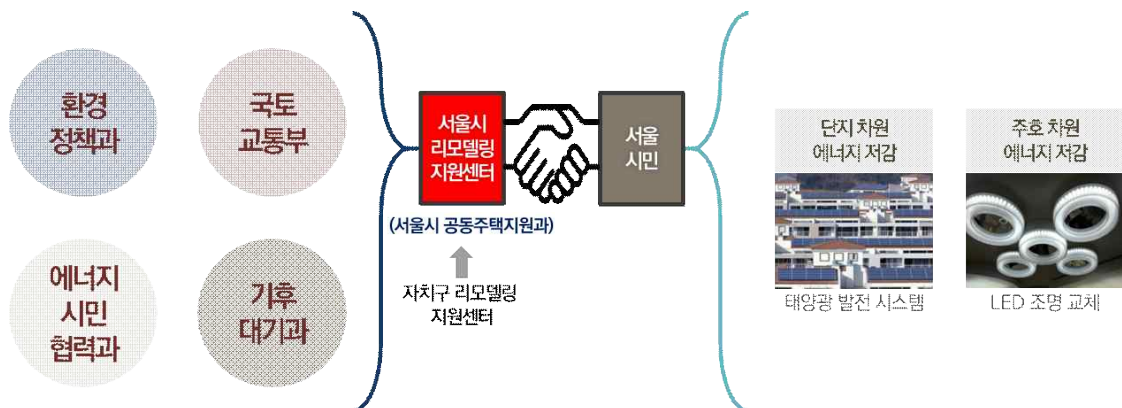 환경
정책과
국토
교통부
에너지
시민
협력과
기후
대기과
서울시
리모델링
지원센터
서울
시민
(서울시 공동주택지원과)
자치구 리모델링
지원센터
단지 차원
에너지 저감
주호 차원
에너지 저감
태양광 발전 시스템
LED 조명 교체